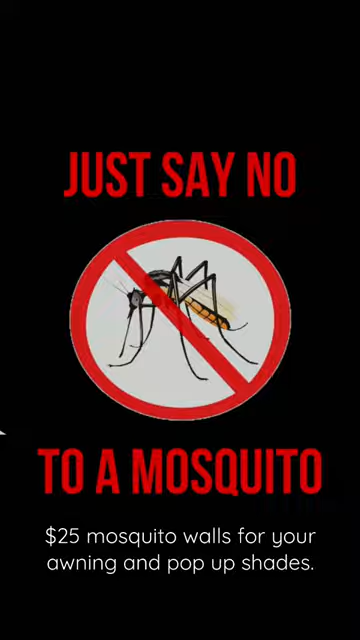 JUST SAY NO
TO A MOSQUITO
$25 mosquito walls for your
awning and pop up shades.